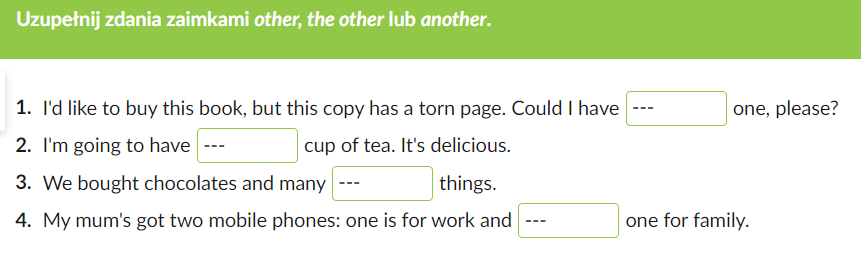 Uzupełnij zdania zaimkami other, the other lub another.
1. I'd like to buy this book, but this copy has a torn page. Could I have --- one, please?
2. I'm going to have --- cup of tea. It's delicious.
3. We bought chocolates and many --- things.
4. My mum's got two mobile phones: one is for work and --- one for family.